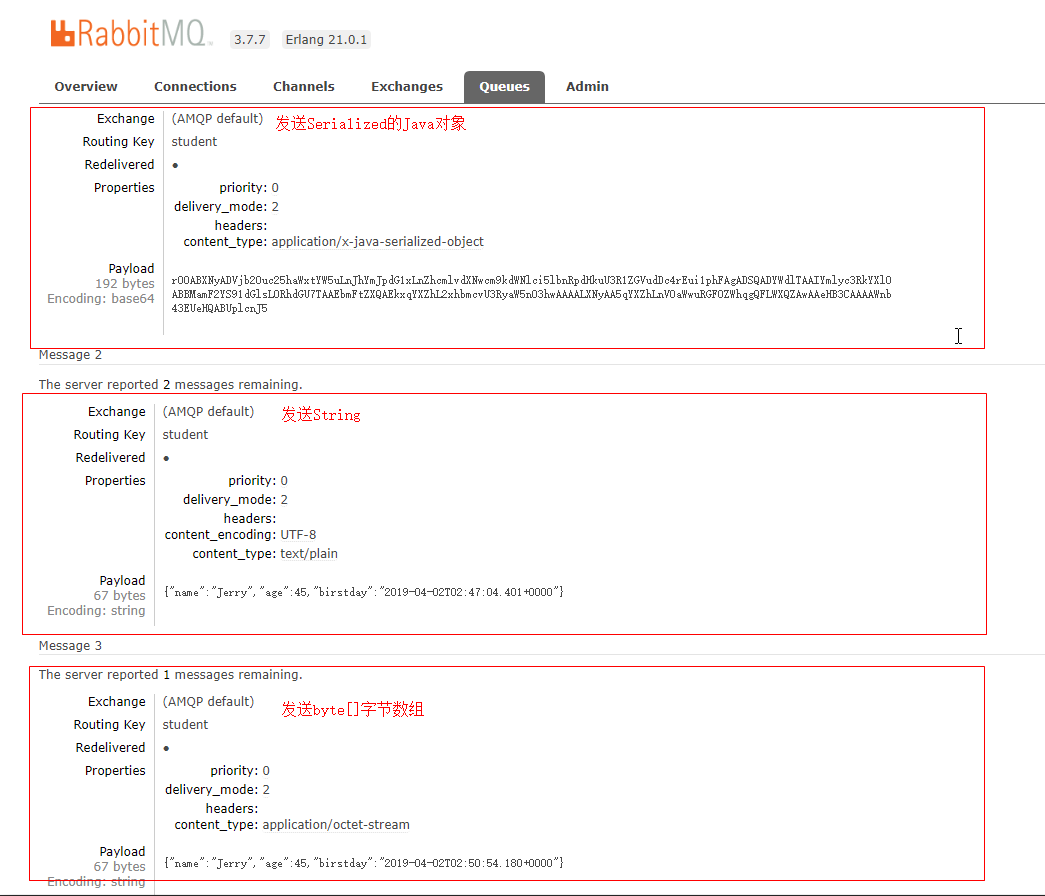 RabbitMQ 3.7.7 Erlang 21.0.1
Overview Connections Channels Exchanges Queues Admin
Exchange (AMQP default) 发送Serialized的Java对象
Routing Key student
Redelivered ●
Properties priority: 0
delivery_mode: 2
headers:
content_type: application/x-java-serialized-object
Payload
192 bytes
Encoding: base64
Message 2
The server reported 2 messages remaining.
Exchange (AMQP default) 发送String
Routing Key student
Redelivered ●
Properties priority: 0
delivery_mode: 2
headers:
content_encoding: UTF-8
content_type: text/plain
Payload
67 bytes
Encoding: string
{"name":"Jerry","age":45,"birstday":"2019-04-02T02:47:04.401+0000"}
Message 3
The server reported 1 messages remaining.
Exchange (AMQP default) 发送byte[]字节数组
Routing Key student
Redelivered ●
Properties priority: 0
delivery_mode: 2
headers:
content_type: application/octet-stream
Payload
67 bytes
Encoding: string
{"name":"Jerry","age":45,"birstday":"2019-04-02T02:50:54.180+0000"}